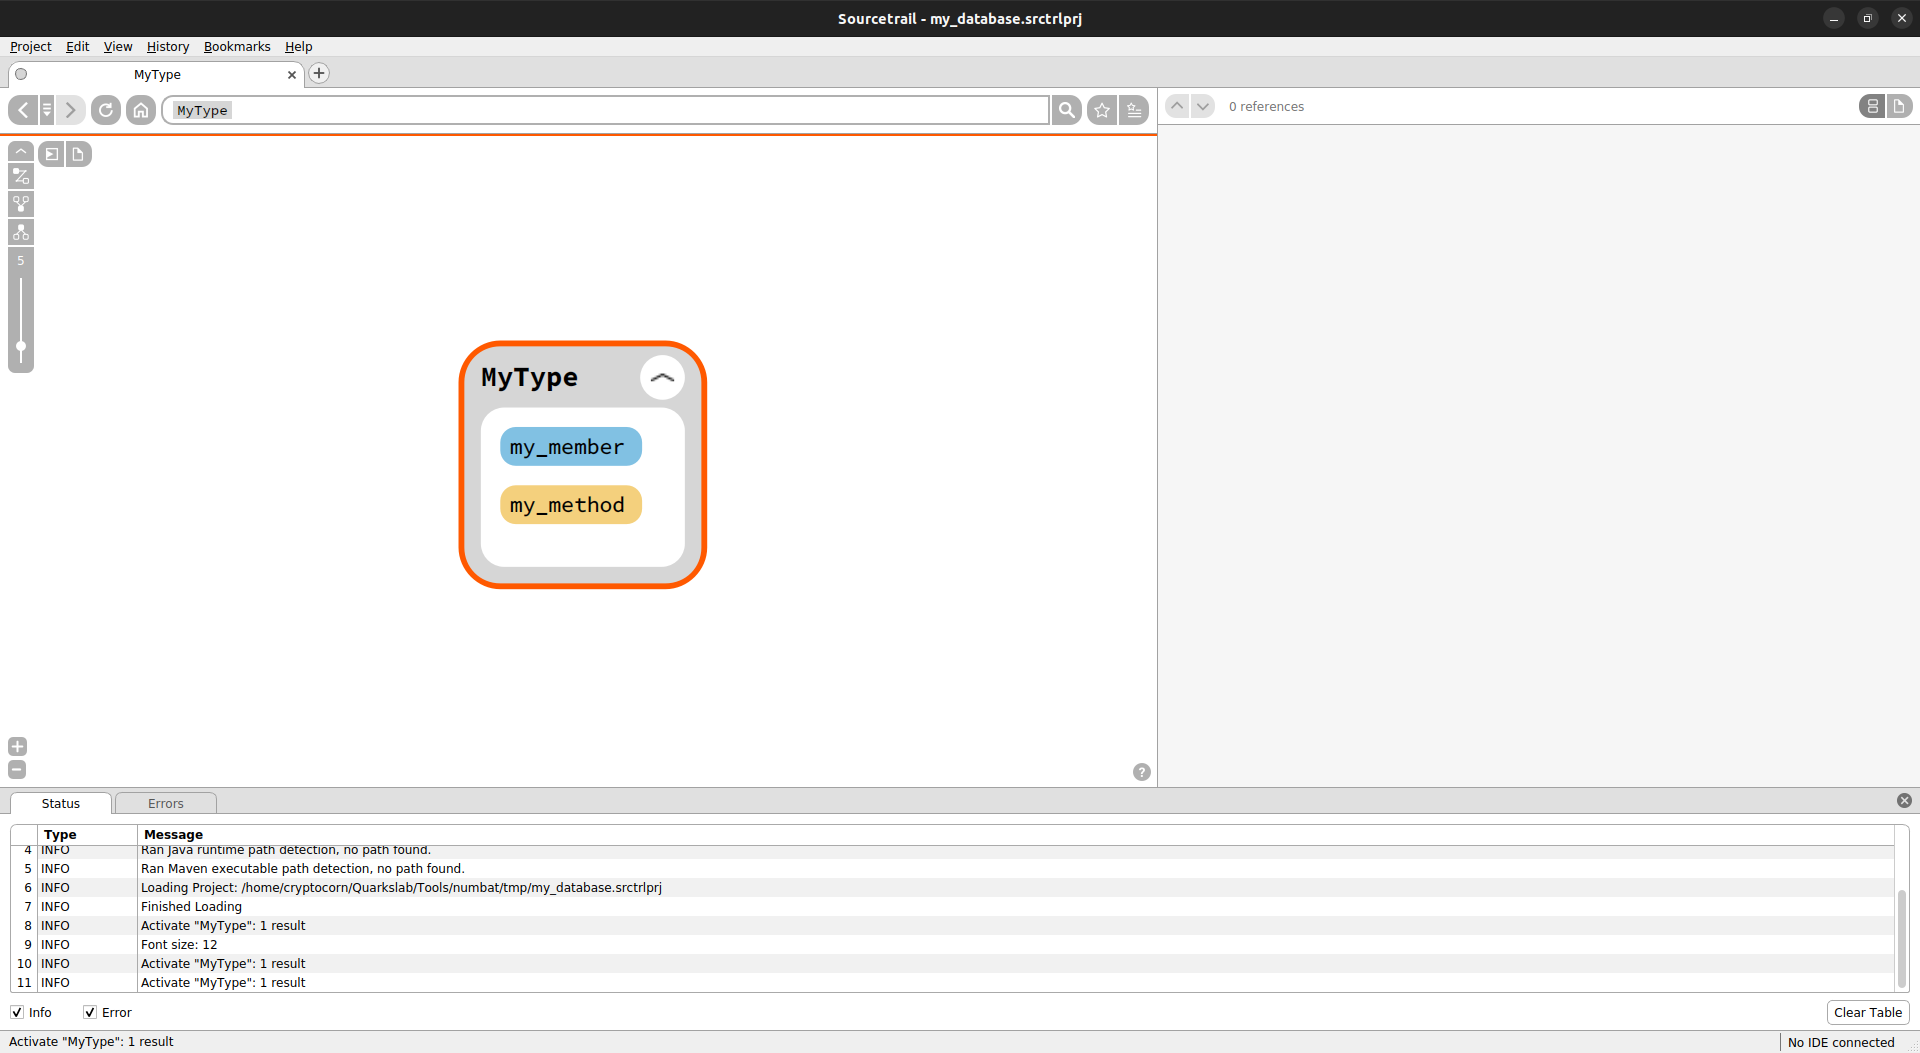 Sourcetrail - my_database.srctrlprj
Project Edit View History Bookmarks Help
MyType
MyType
0 references
5
MyType
my_member
my_method
?
Status Errors
Type Message
4 INFO Ran Java runtime path detection, no path found.
5 INFO Ran Maven executable path detection, no path found.
6 INFO Loading Project: /home/cryptocorn/Quarkslab/Tools/numbat/tmp/my_database.srctrlprj
7 INFO Finished Loading
8 INFO Activate "MyType": 1 result
9 INFO Font size: 12
10 INFO Activate "MyType": 1 result
11 INFO Activate "MyType": 1 result
Info Error Clear Table
Activate "MyType": 1 result No IDE connected